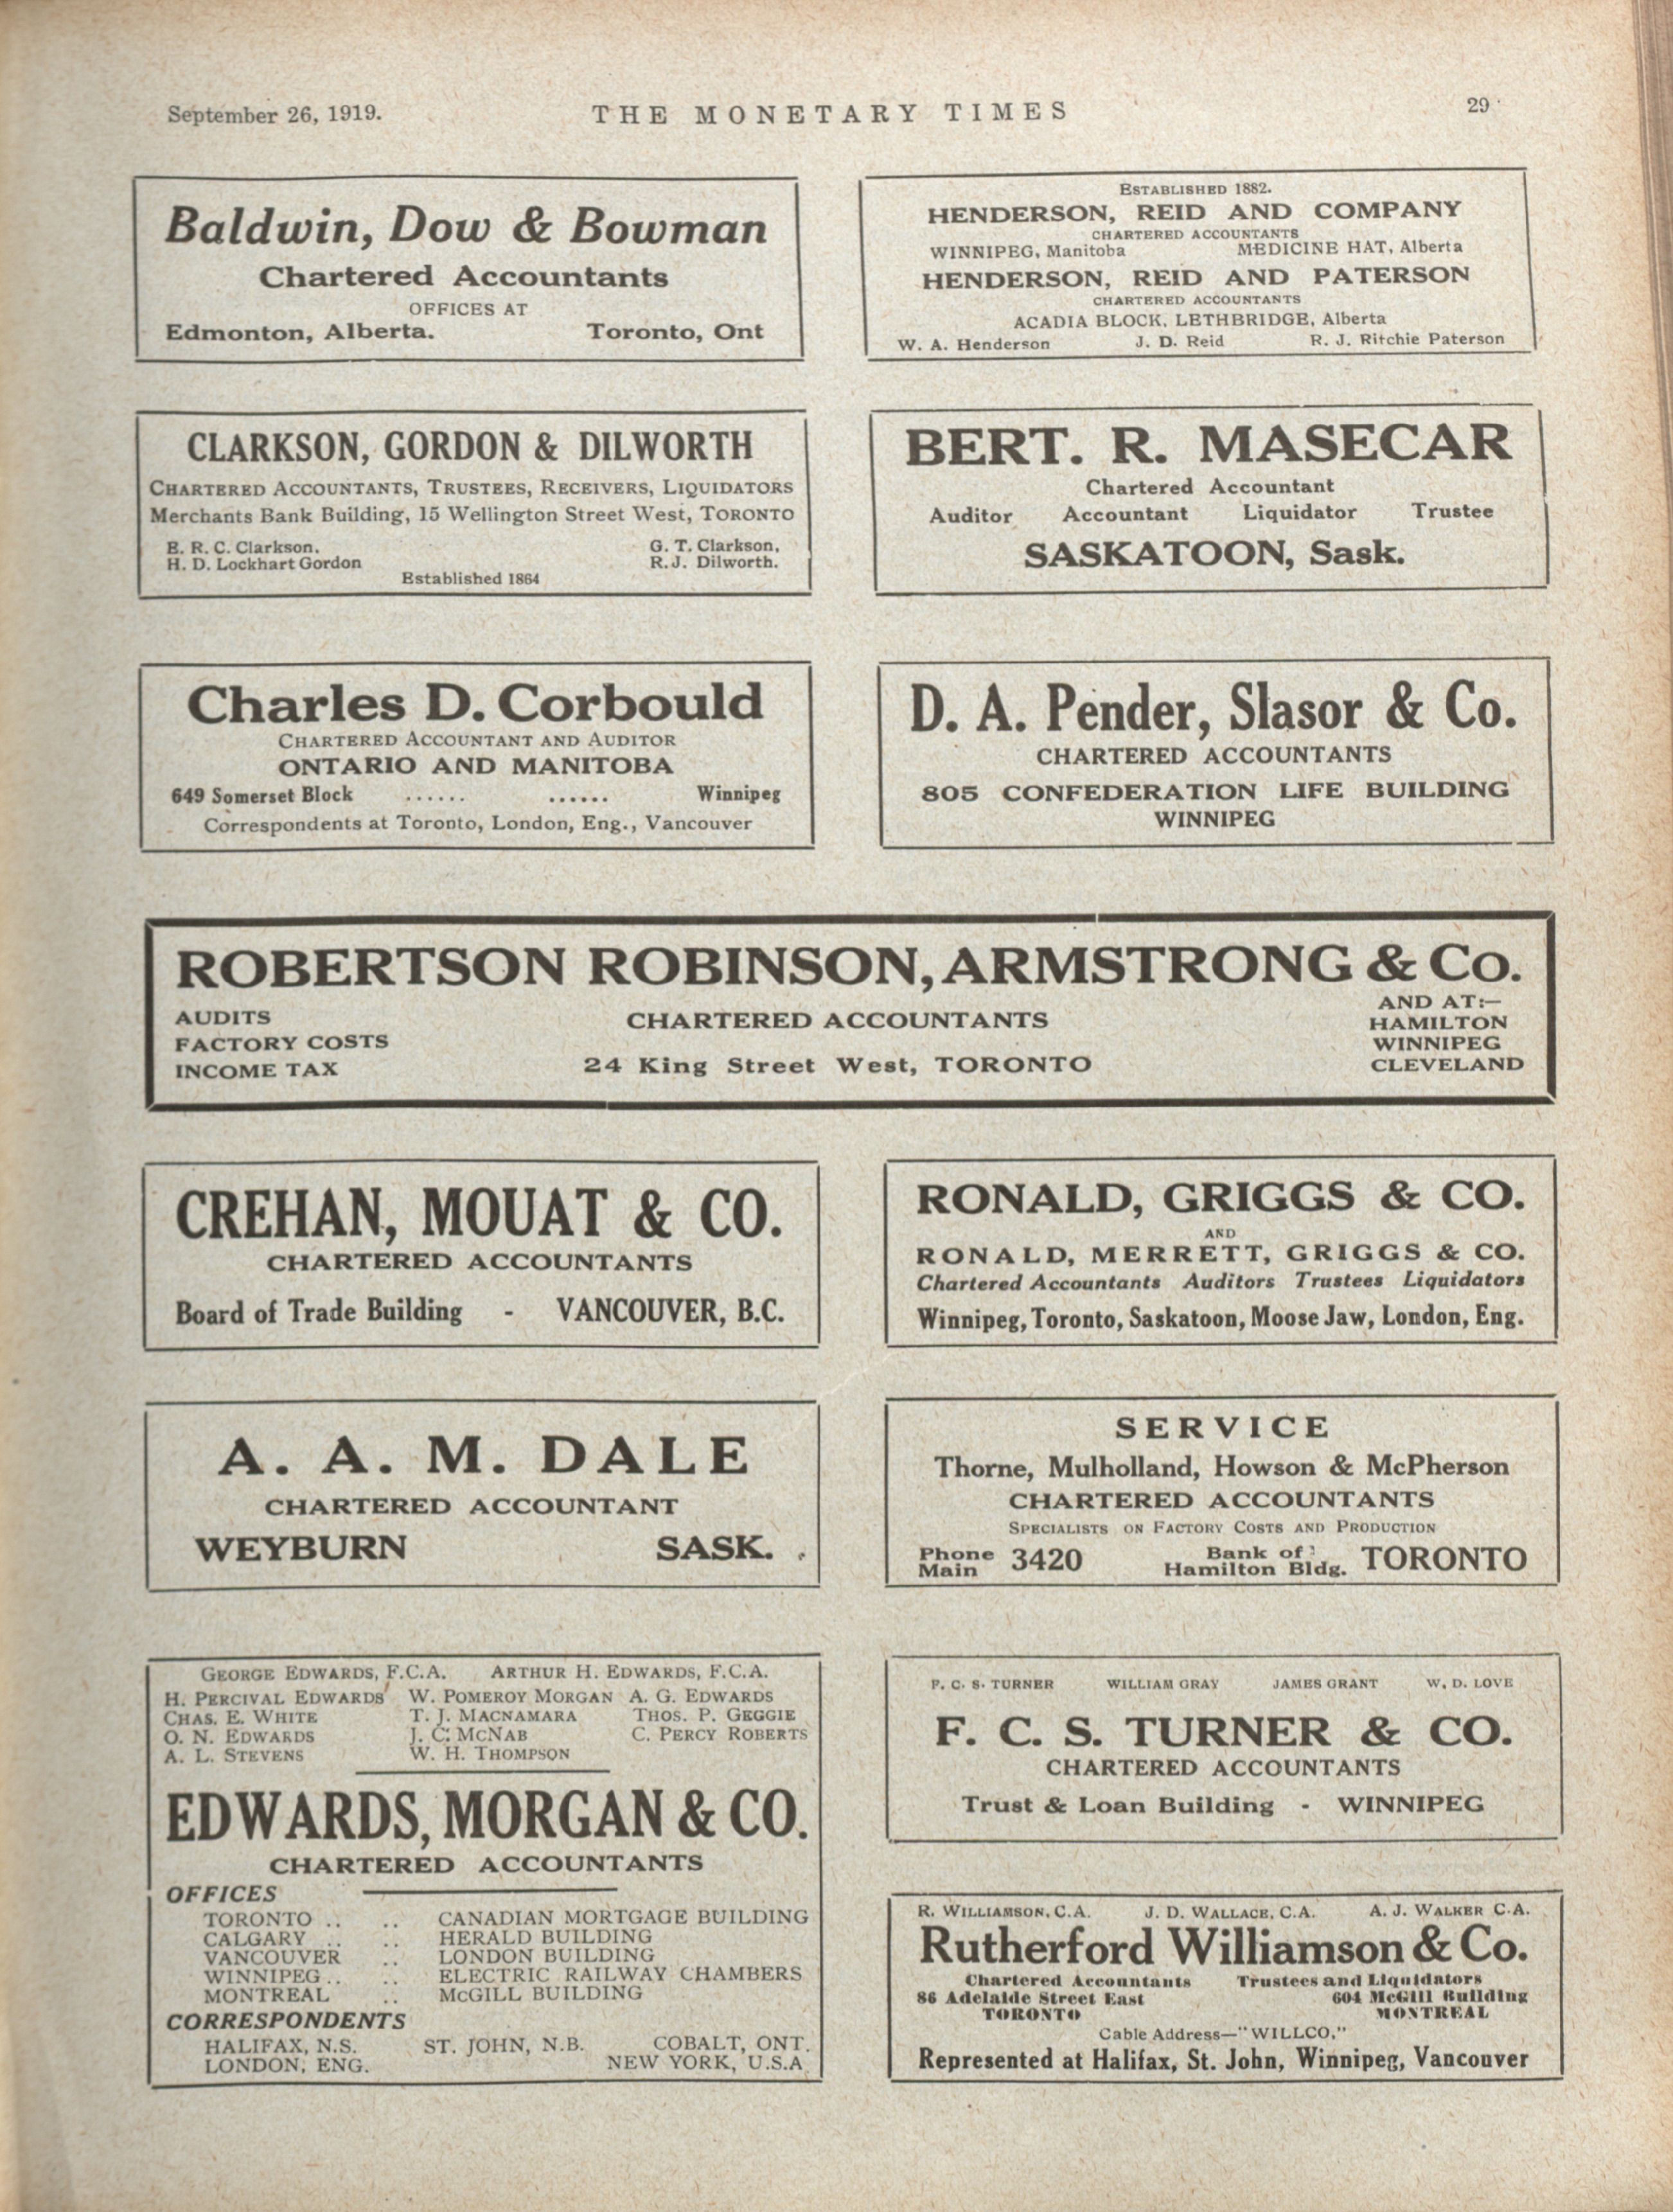 September 26, 1919. THE MONETARY TIMES 29
Baldwin, Dow & Bowman
Chartered Accountants
OFFICES AT
Edmonton, Alberta. Toronto, Ont
ESTABLISHED 1882.
HENDERSON, REID AND COMPANY
CHARTERED ACCOUNTANTS
WINNIPEG, Manitoba MEDICINE HAT, Alberta
HENDERSON, REID AND PATERSON
CHARTERED ACCOUNTANTS
ACADIA BLOCK, LETHBRIDGE, Alberta
W. A. Henderson J. D. Reid R. J. Ritchie Paterson
CLARKSON, GORDON & DILWORTH
CHARTERED ACCOUNTANTS, TRUSTEES, RECEIVERS, LIQUIDATORS
Merchants Bank Building, 15 Wellington Street West, TORONTO
E. R. C. Clarkson. G. T. Clarkson,
H. D. Lockhart Gordon R. J. Dilworth.
Established 1864
BERT. R. MASECAR
Chartered Accountant
Auditor Accountant Liquidator Trustee
SASKATOON, Sask.
Charles D. Corbould
CHARTERED ACCOUNTANT AND AUDITOR
ONTARIO AND MANITOBA
649 Somerset Block ...... ...... Winnipeg
Correspondents at Toronto, London, Eng., Vancouver
D. A. Pender, Slasor & Co.
CHARTERED ACCOUNTANTS
805 CONFEDERATION LIFE BUILDING
WINNIPEG
ROBERTSON ROBINSON, ARMSTRONG & Co.
AUDITS
FACTORY COSTS
INCOME TAX
CHARTERED ACCOUNTANTS
24 King Street West, TORONTO
AND AT:—
HAMILTON
WINNIPEG
CLEVELAND
CREHAN, MOUAT & CO.
CHARTERED ACCOUNTANTS
Board of Trade Building - VANCOUVER, B.C.
RONALD, GRIGGS & CO.
AND
RONALD, MERRETT, GRIGGS & CO.
Chartered Accountants Auditors Trustees Liquidators
Winnipeg, Toronto, Saskatoon, Moose Jaw, London, Eng.
A. A. M. DALE
CHARTERED ACCOUNTANT
WEYBURN SASK.
SERVICE
Thorne, Mulholland, Howson & McPherson
CHARTERED ACCOUNTANTS
SPECIALISTS ON FACTORY COSTS AND PRODUCTION
Phone Main 3420 Bank of Hamilton Bldg. TORONTO
GEORGE EDWARDS, F.C.A. ARTHUR H. EDWARDS, F.C.A.
H. PERCIVAL EDWARDS W. POMEROY MORGAN A. G. EDWARDS
CHAS. E. WHITE T. J. MACNAMARA THOS. P. GEGGIE
O. N. EDWARDS J. C. MCNAB C. PERCY ROBERTS
A. L. STEVENS W. H. THOMPSON
EDWARDS, MORGAN & CO.
CHARTERED ACCOUNTANTS
OFFICES
TORONTO .. .. CANADIAN MORTGAGE BUILDING
CALGARY .. .. HERALD BUILDING
VANCOUVER .. LONDON BUILDING
WINNIPEG .. .. ELECTRIC RAILWAY CHAMBERS
MONTREAL .. McGILL BUILDING
CORRESPONDENTS
HALIFAX, N.S. ST. JOHN, N.B. COBALT, ONT.
LONDON, ENG. NEW YORK, U.S.A.
F. C. S. TURNER WILLIAM GRAY JAMES GRANT W. D. LOVE
F. C. S. TURNER & CO.
CHARTERED ACCOUNTANTS
Trust & Loan Building - WINNIPEG
R. WILLIAMSON, C.A. J. D. WALLACE, C.A. A. J. WALKER C.A.
Rutherford Williamson & Co.
Chartered Accountants Trustees and Liquidators
86 Adelaide Street East 604 McGill Building
TORONTO MONTREAL
Cable Address—"WILLCO."
Represented at Halifax, St. John, Winnipeg, Vancouver